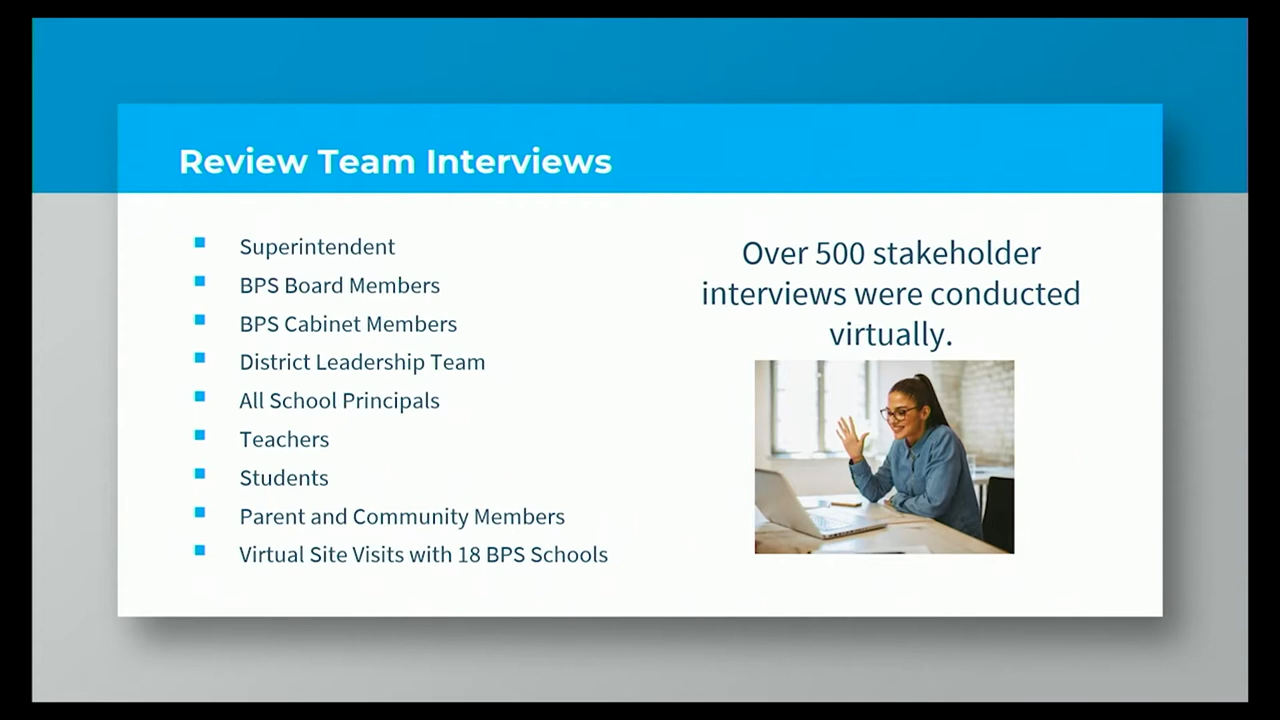 Review Team Interviews
Superintendent
BPS Board Members
BPS Cabinet Members
District Leadership Team
All School Principals
Teachers
Students
Parent and Community Members
Virtual Site Visits with 18 BPS Schools
Over 500 stakeholder
interviews were conducted
virtually.